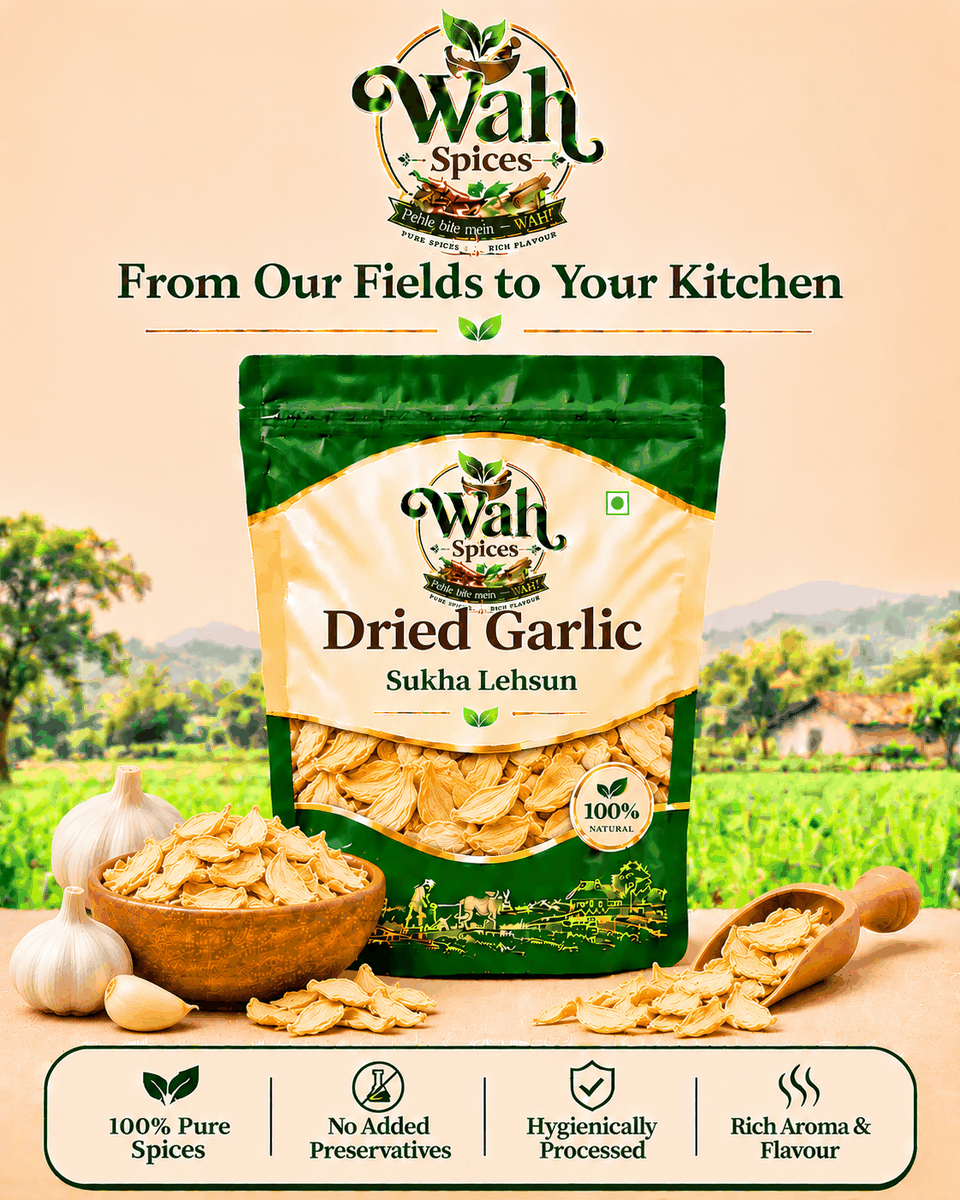 Wah
Spices
Pehle bite mein – WAH!
PURE SPICES RICH FLAVOUR
From Our Fields to Your Kitchen
Wah
Spices
Pehle bite mein – WAH!
PURE SPICES RICH FLAVOUR
Dried Garlic
Sukha Lehsun
100%
NATURAL
100% Pure
Spices
No Added
Preservatives
Hygienically
Processed
Rich Aroma &
Flavour